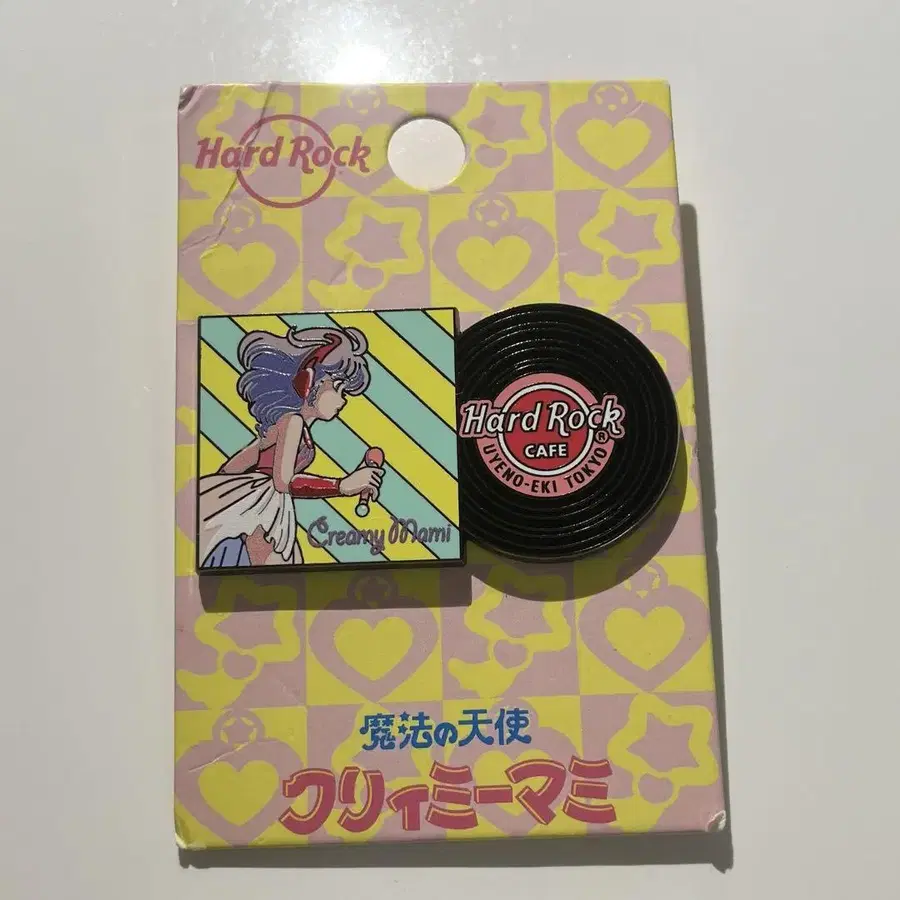 Hard Rock
Creamy Mami
Hard Rock®
CAFE
UYENO-EKI TOKYO
魔法の天使
クリィミーマミ